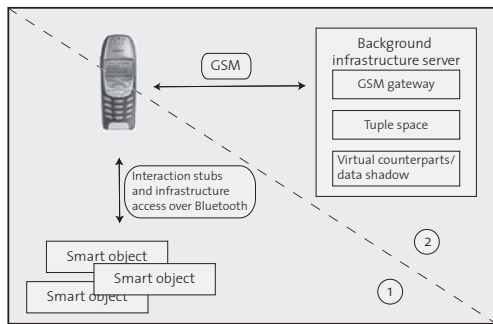 GSM
Background
infrastructure server
GSM gateway
Tuple space
Virtual counterparts/
data shadow
Interaction stubs
and infrastructure
access over Bluetooth
Smart object
Smart object
Smart object
2
1